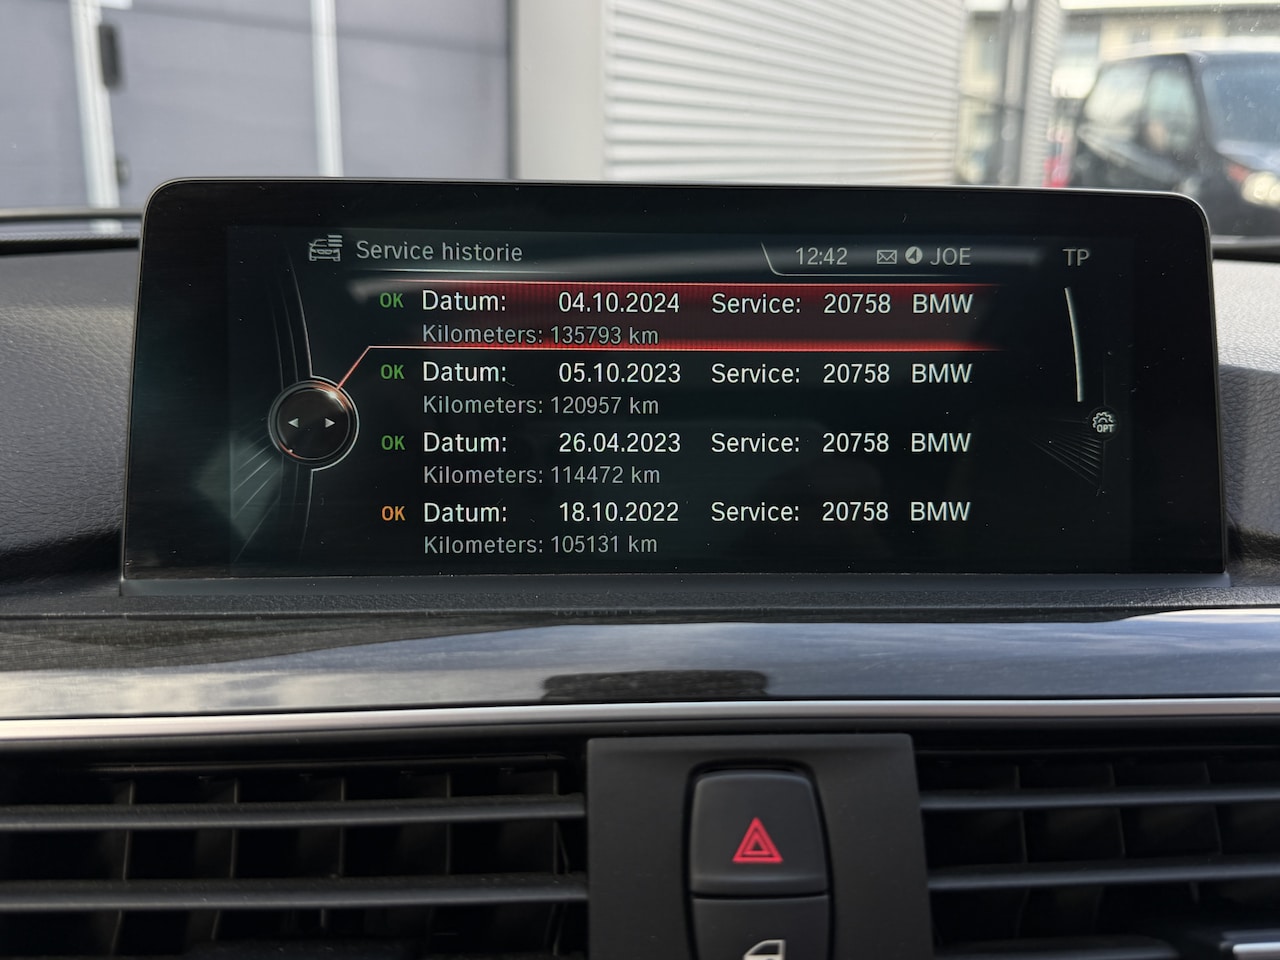 Service historie 12:42 JOE TP
OK Datum: 04.10.2024 Service: 20758 BMW
Kilometers: 135793 km
OK Datum: 05.10.2023 Service: 20758 BMW
Kilometers: 120957 km
OPT
OK Datum: 26.04.2023 Service: 20758 BMW
Kilometers: 114472 km
OK Datum: 18.10.2022 Service: 20758 BMW
Kilometers: 105131 km